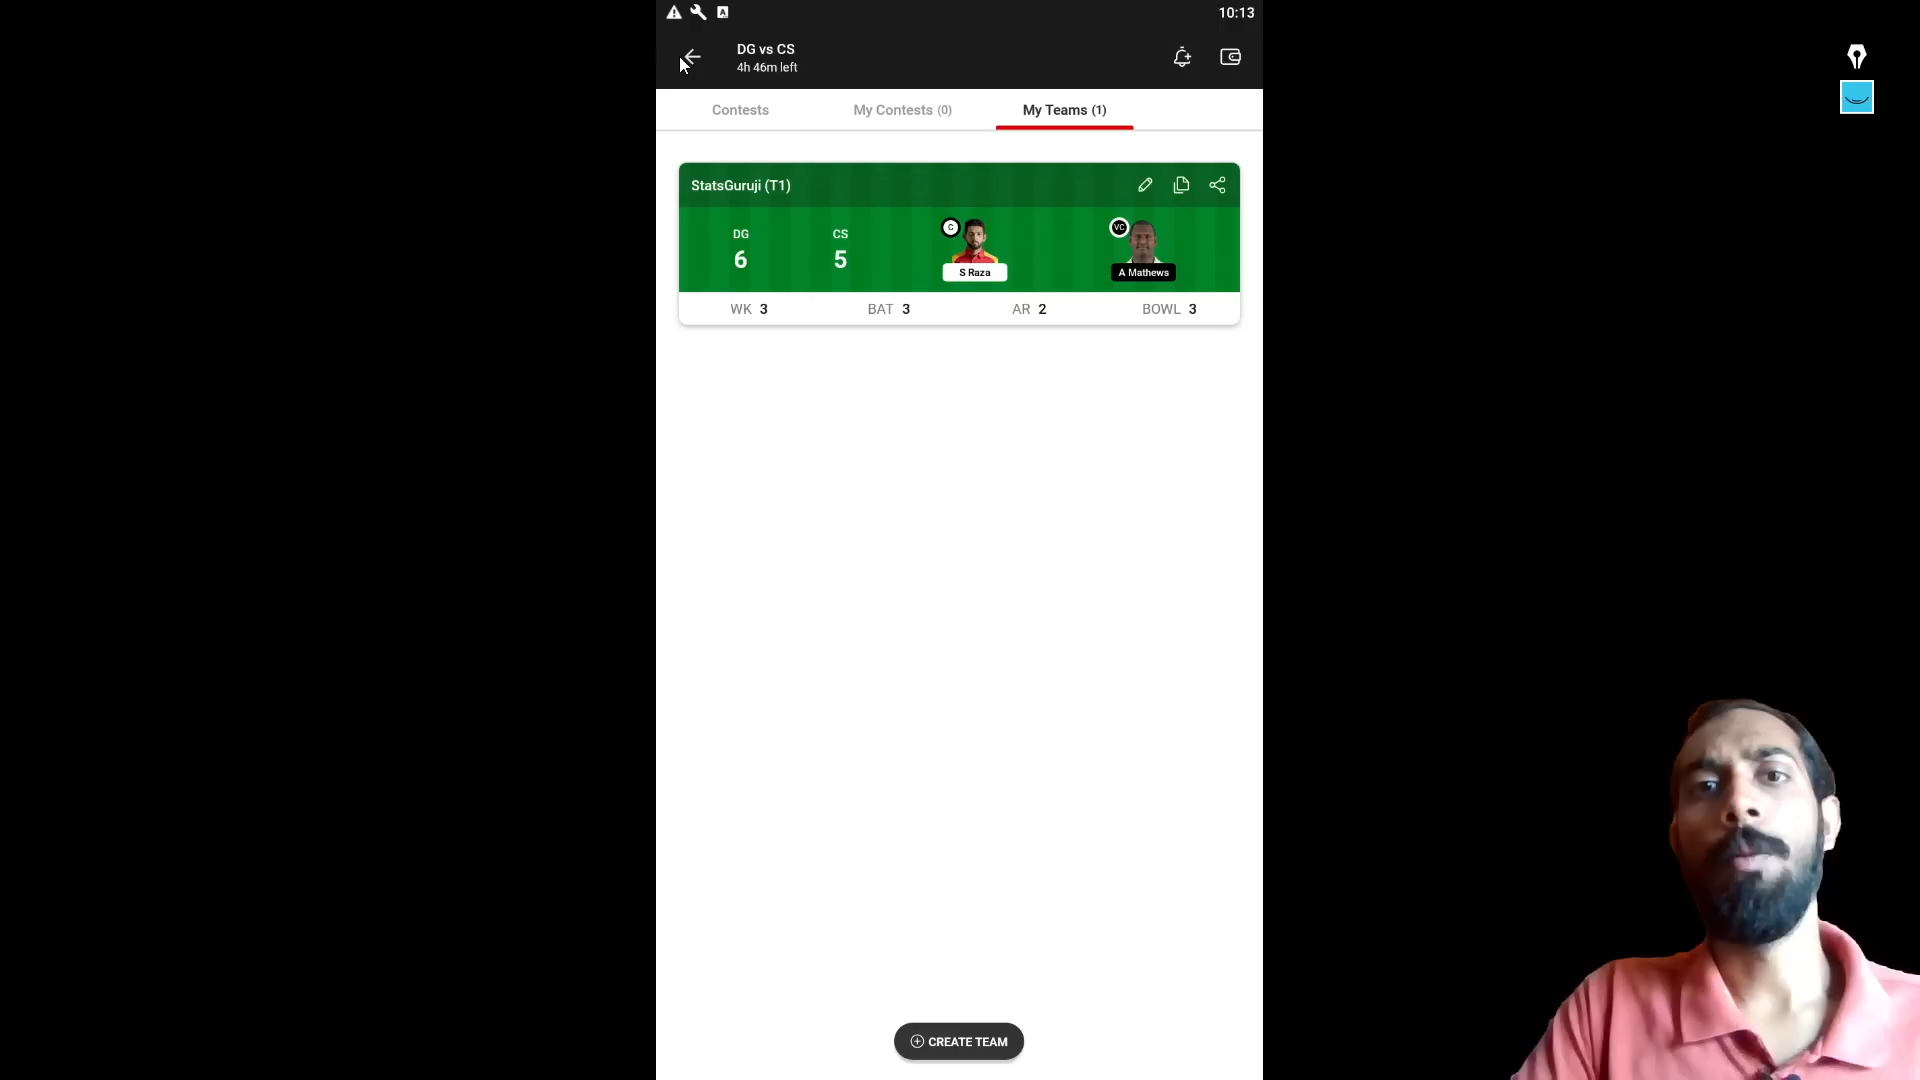 10:13
DG vs CS
4h 46m left
Contests
My Contests (0)
My Teams (1)
StatsGuruji (T1)
DG
6
CS
5
C
S Raza
VC
A Mathews
WK 3
BAT 3
AR 2
BOWL 3
CREATE TEAM